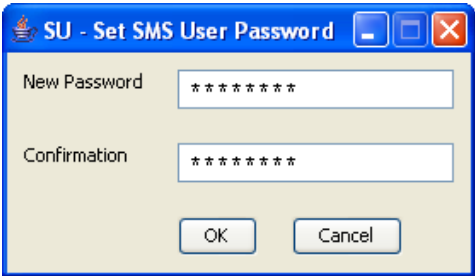 SU - Set SMS User Password
New Password ********
Confirmation ********
OK Cancel